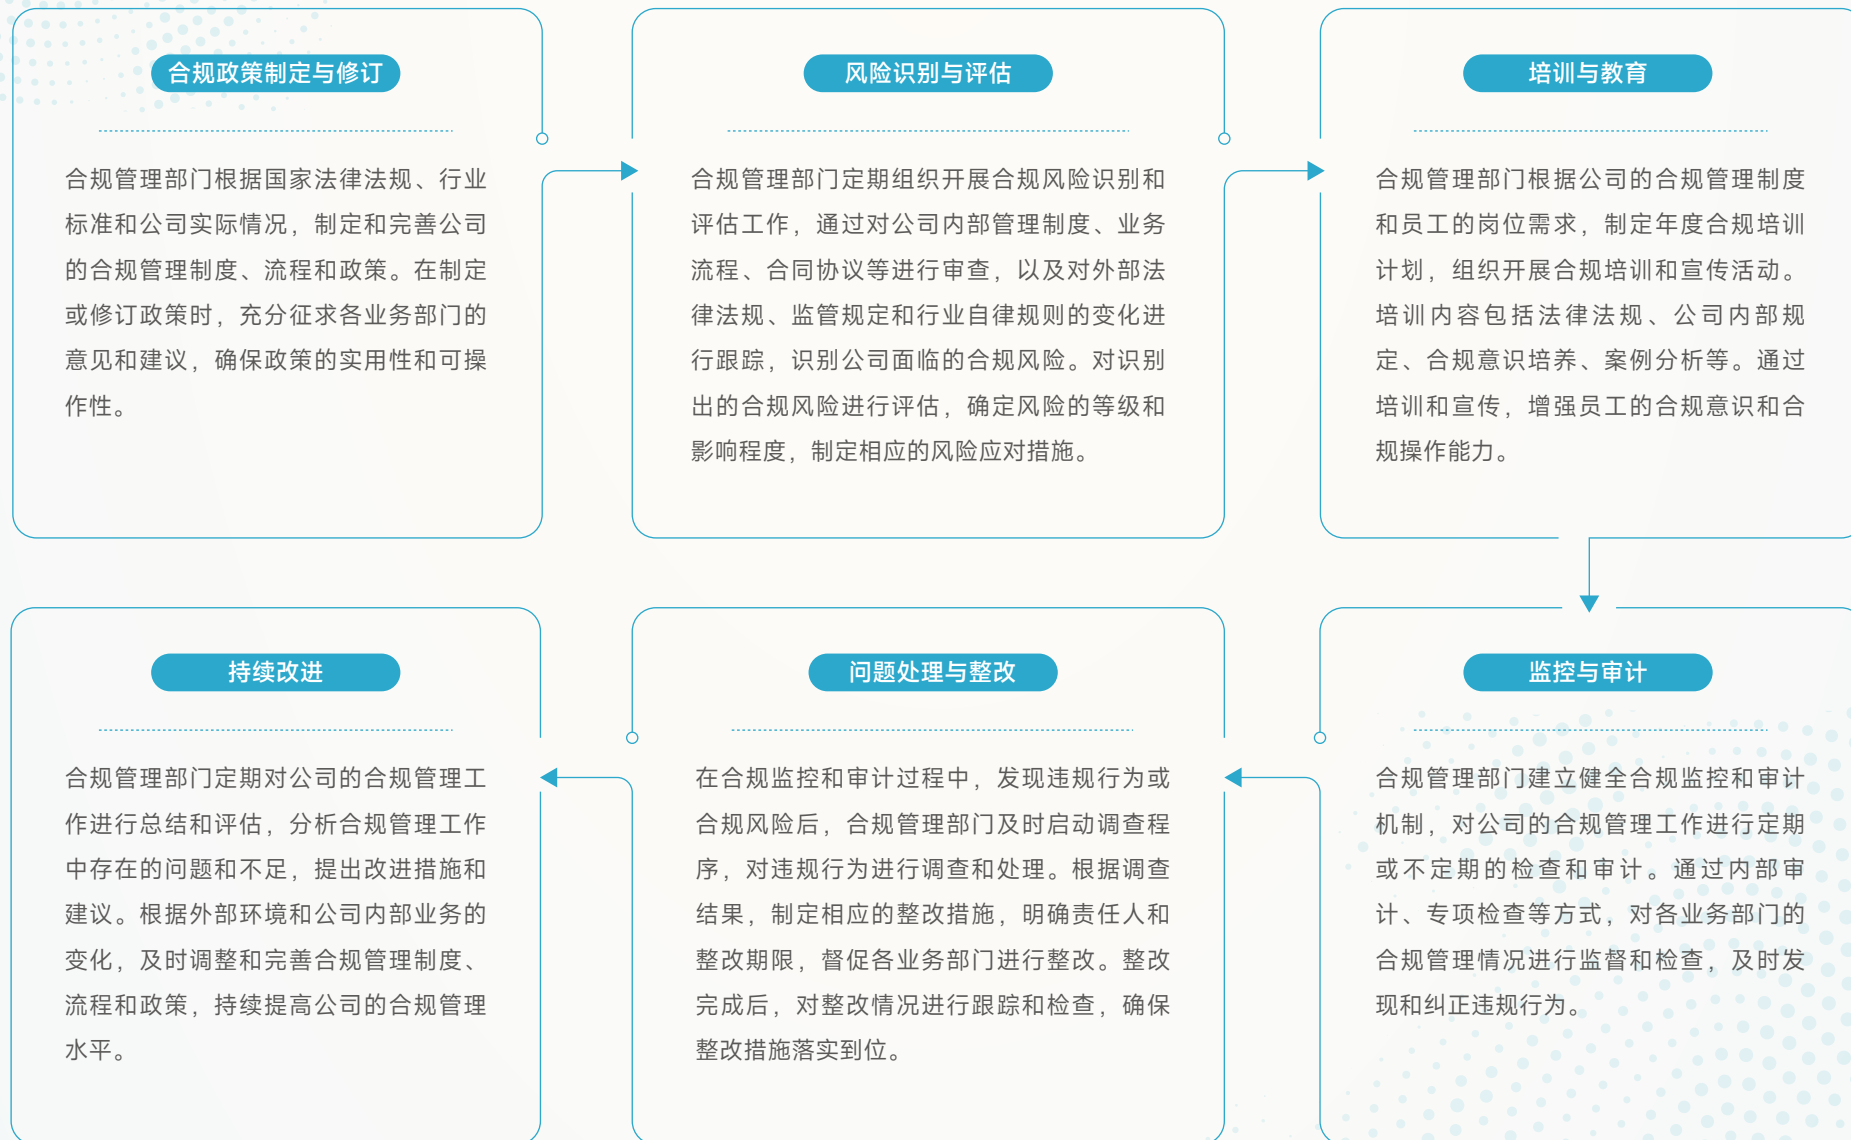 合规政策制定与修订
合规管理部门根据国家法律法规、行业
标准和公司实际情况，制定和完善公司
的合规管理制度、流程和政策。在制定
或修订政策时，充分征求各业务部门的
意见和建议，确保政策的实用性和可操
作性。
风险识别与评估
合规管理部门定期组织开展合规风险识别和
评估工作，通过对公司内部管理制度、业务
流程、合同协议等进行审查，以及对外部法
律法规、监管规定和行业自律规则的变化进
行跟踪，识别公司面临的合规风险。对识别
出的合规风险进行评估，确定风险的等级和
影响程度，制定相应的风险应对措施。
培训与教育
合规管理部门根据公司的合规管理制度
和员工的岗位需求，制定年度合规培训
计划，组织开展合规培训和宣传活动。
培训内容包括法律法规、公司内部规
定、合规意识培养、案例分析等。通过
培训和宣传，增强员工的合规意识和合
规操作能力。
监控与审计
合规管理部门建立健全合规监控和审计
机制，对公司的合规管理工作进行定期
或不定期的检查和审计。通过内部审
计、专项检查等方式，对各业务部门的
合规管理情况进行监督和检查，及时发
现和纠正违规行为。
问题处理与整改
在合规监控和审计过程中，发现违规行为或
合规风险后，合规管理部门及时启动调查程
序，对违规行为进行调查和处理。根据调查
结果，制定相应的整改措施，明确责任人和
整改期限，督促各业务部门进行整改。整改
完成后，对整改情况进行跟踪和检查，确保
整改措施落实到位。
持续改进
合规管理部门定期对公司的合规管理工
作进行总结和评估，分析合规管理工作
中存在的问题和不足，提出改进措施和
建议。根据外部环境和公司内部业务的
变化，及时调整和完善合规管理制度、
流程和政策，持续提高公司的合规管理
水平。